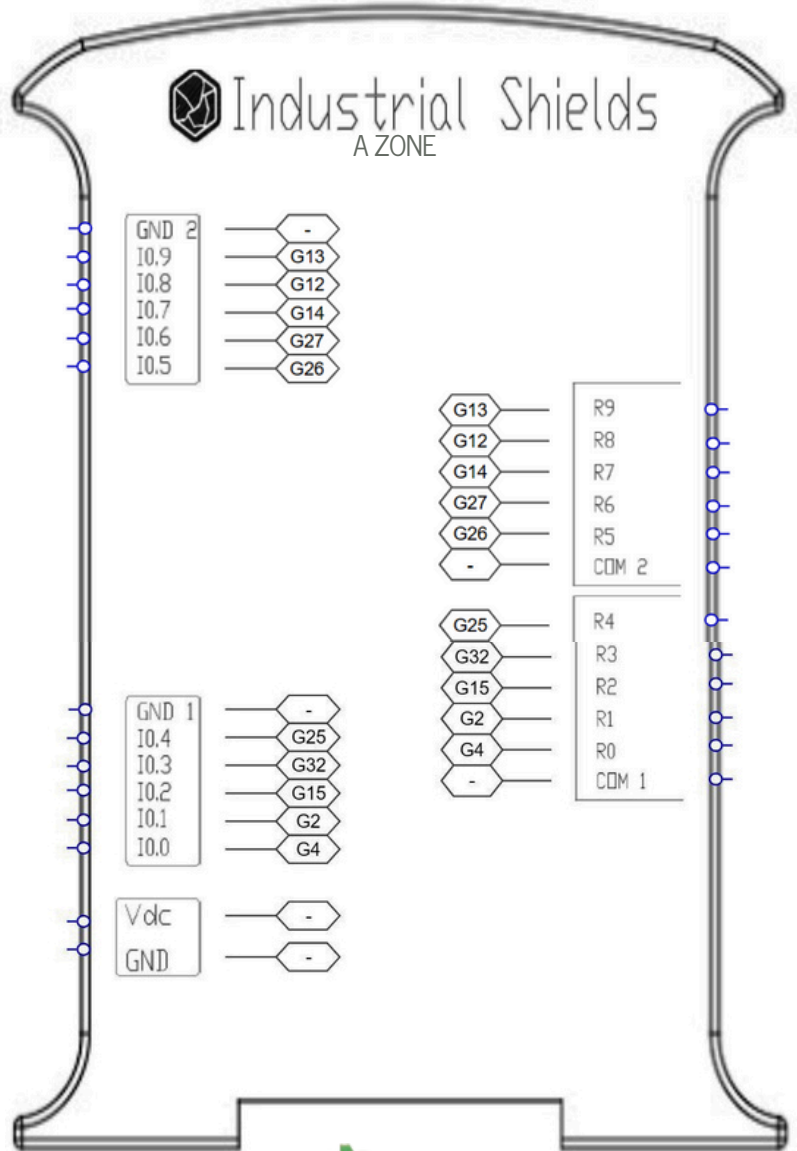 Industrial Shields
A ZONE
GND 2 -
I0.9 G13
I0.8 G12
I0.7 G14
I0.6 G27
I0.5 G26
G13 R9
G12 R8
G14 R7
G27 R6
G26 R5
- COM 2
G25 R4
G32 R3
G15 R2
G2 R1
G4 R0
- COM 1
GND 1 -
I0.4 G25
I0.3 G32
I0.2 G15
I0.1 G2
I0.0 G4
Vdc -
GND -